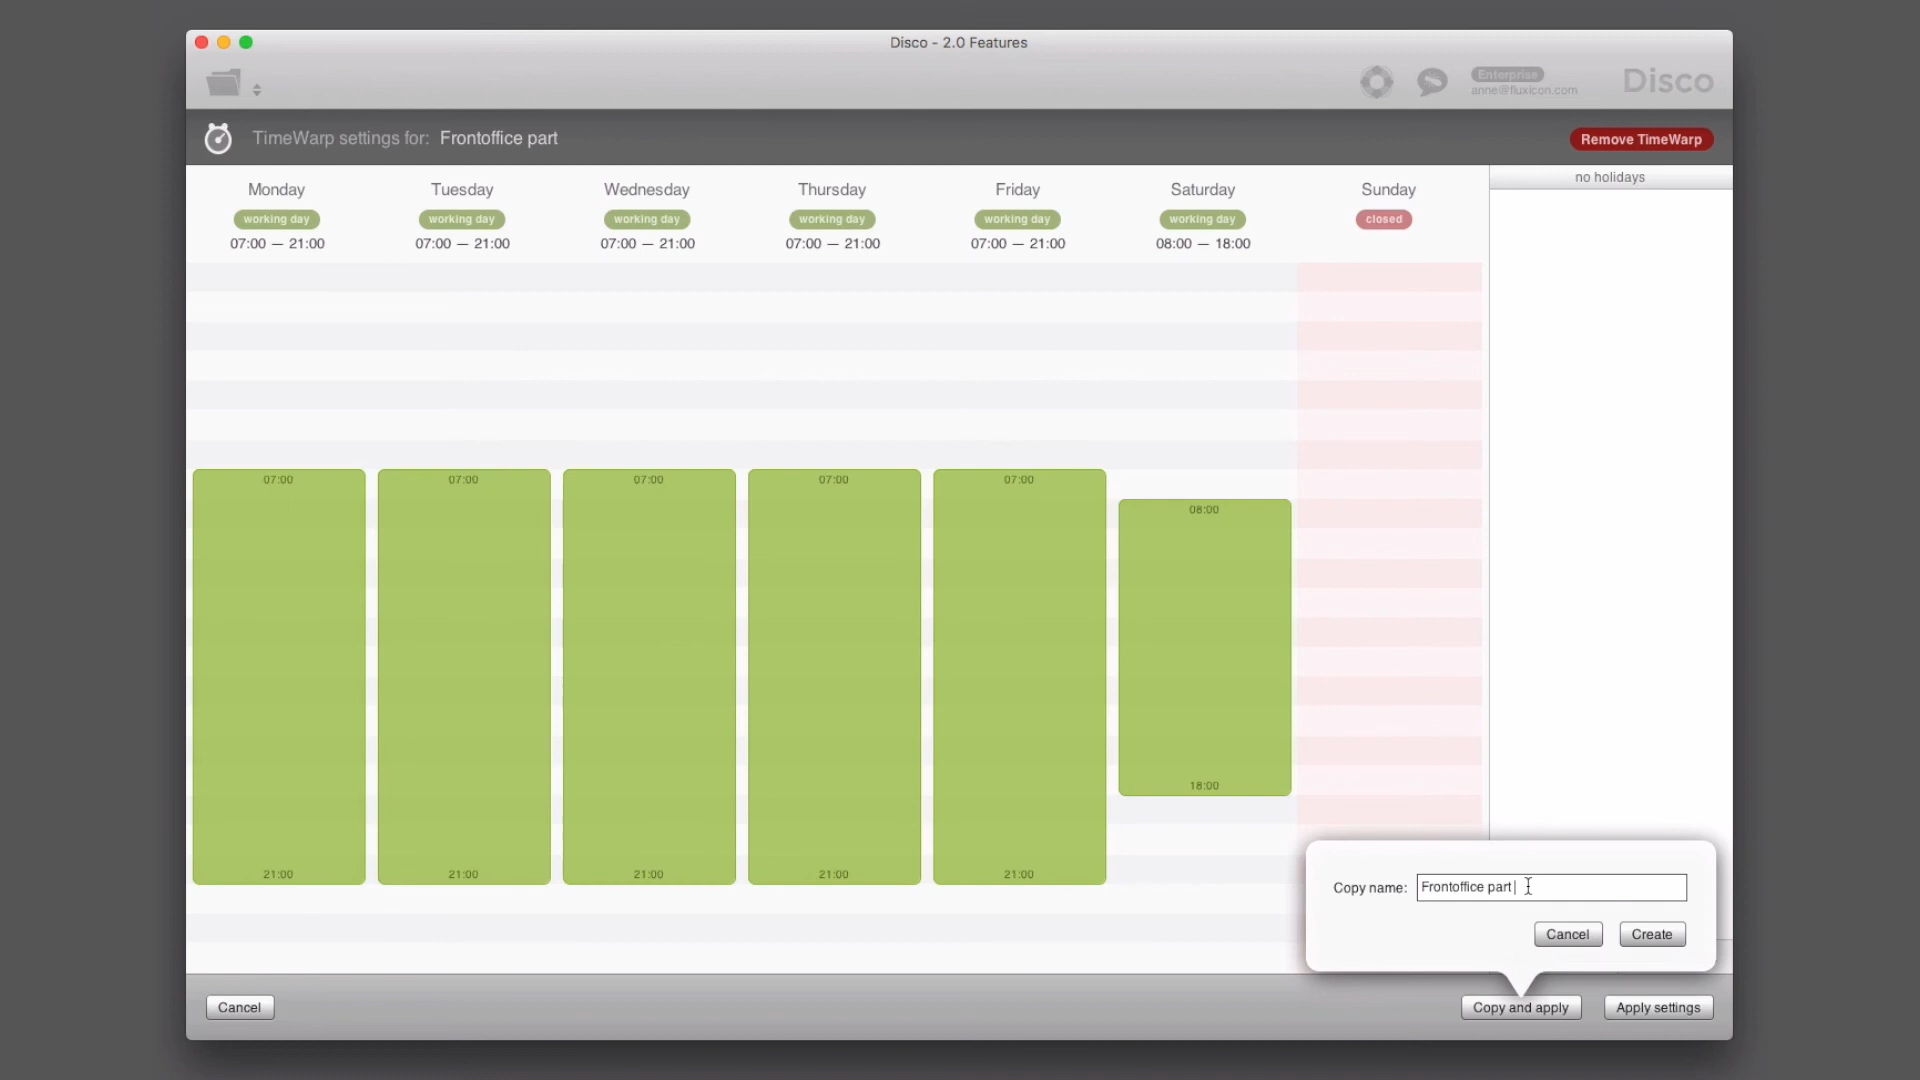 Disco - 2.0 Features
Enterprise
anne@fluxicon.com
Disco
TimeWarp settings for: Frontoffice part
Remove TimeWarp
Monday Tuesday Wednesday Thursday Friday Saturday Sunday
no holidays
working day working day working day working day working day working day closed
07:00 — 21:00 07:00 — 21:00 07:00 — 21:00 07:00 — 21:00 07:00 — 21:00 08:00 — 18:00
07:00 07:00 07:00 07:00 07:00
08:00
18:00
21:00 21:00 21:00 21:00 21:00
Copy name: Frontoffice part
Cancel Create
Cancel Copy and apply Apply settings